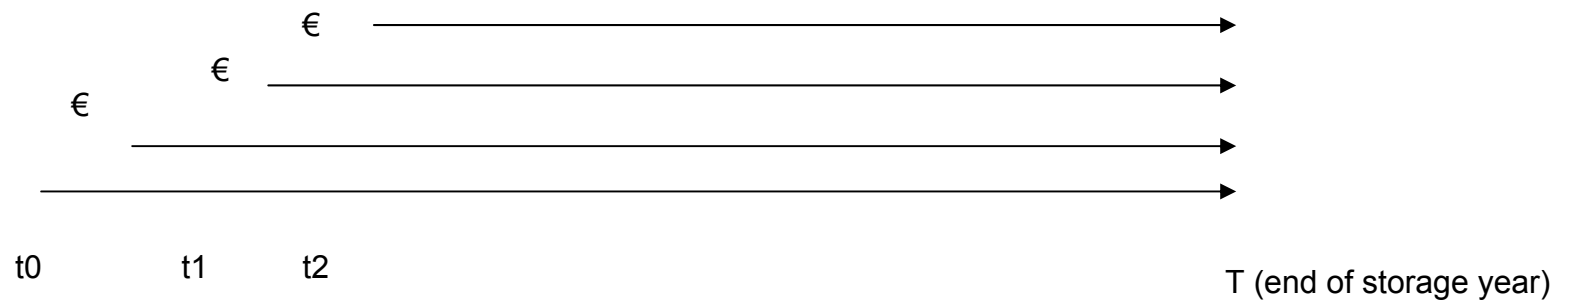 €
€
€
t0 t1 t2
T (end of storage year)